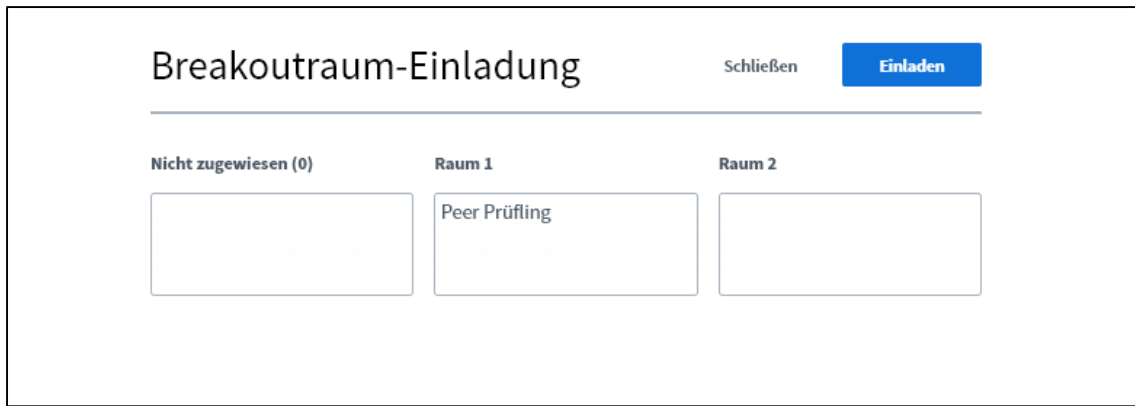 Breakoutraum-Einladung
Schließen
Einladen
Nicht zugewiesen (0)
Raum 1
Raum 2
Peer Prüfling